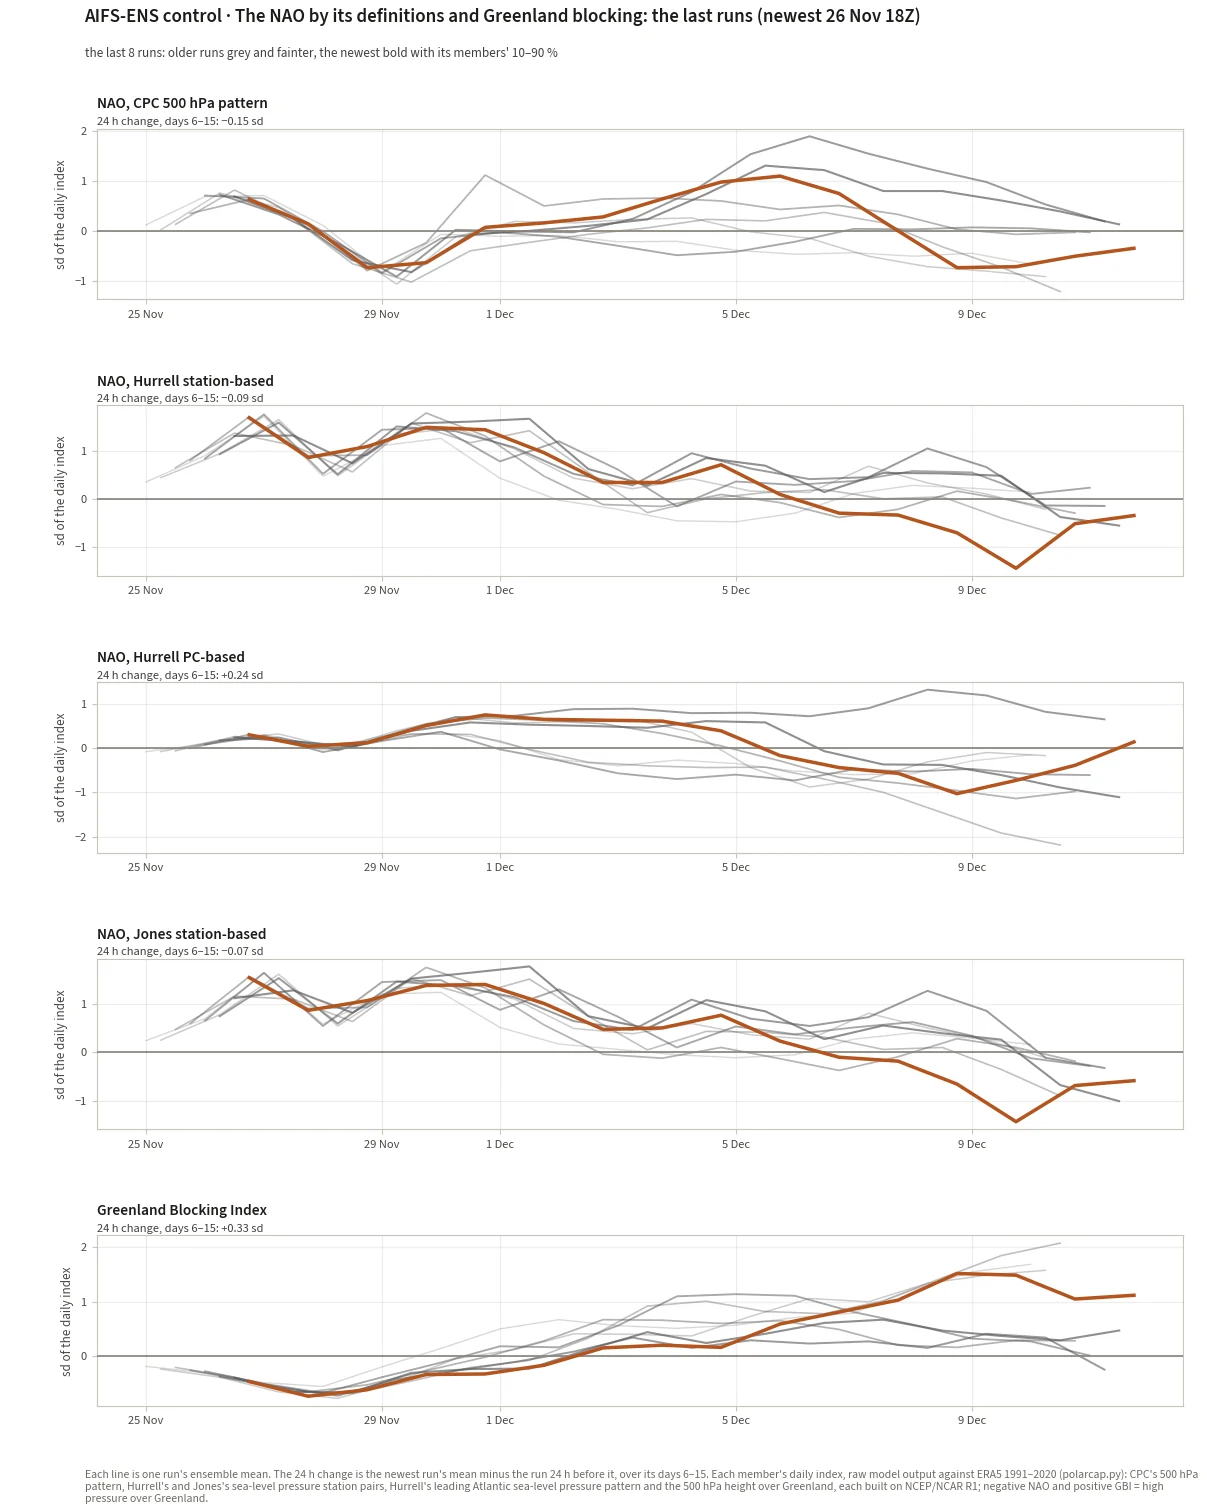 AIFS-ENS control · The NAO by its definitions and Greenland blocking: the last runs (newest 26 Nov 18Z)
the last 8 runs: older runs grey and fainter, the newest bold with its members' 10–90 %
NAO, CPC 500 hPa pattern
24 h change, days 6–15: −0.15 sd
sd of the daily index
2
1
0
−1
25 Nov
29 Nov
1 Dec
5 Dec
9 Dec
NAO, Hurrell station-based
24 h change, days 6–15: −0.09 sd
sd of the daily index
1
0
−1
25 Nov
29 Nov
1 Dec
5 Dec
9 Dec
NAO, Hurrell PC-based
24 h change, days 6–15: +0.24 sd
sd of the daily index
1
0
−1
−2
25 Nov
29 Nov
1 Dec
5 Dec
9 Dec
NAO, Jones station-based
24 h change, days 6–15: −0.07 sd
sd of the daily index
1
0
−1
25 Nov
29 Nov
1 Dec
5 Dec
9 Dec
Greenland Blocking Index
24 h change, days 6–15: +0.33 sd
sd of the daily index
2
1
0
25 Nov
29 Nov
1 Dec
5 Dec
9 Dec
Each line is one run's ensemble mean. The 24 h change is the newest run's mean minus the run 24 h before it, over its days 6–15. Each member's daily index, raw model output against ERA5 1991–2020 (polarcap.py): CPC's 500 hPa
pattern, Hurrell's and Jones's sea-level pressure station pairs, Hurrell's leading Atlantic sea-level pressure pattern and the 500 hPa height over Greenland, each built on NCEP/NCAR R1; negative NAO and positive GBI = high
pressure over Greenland.